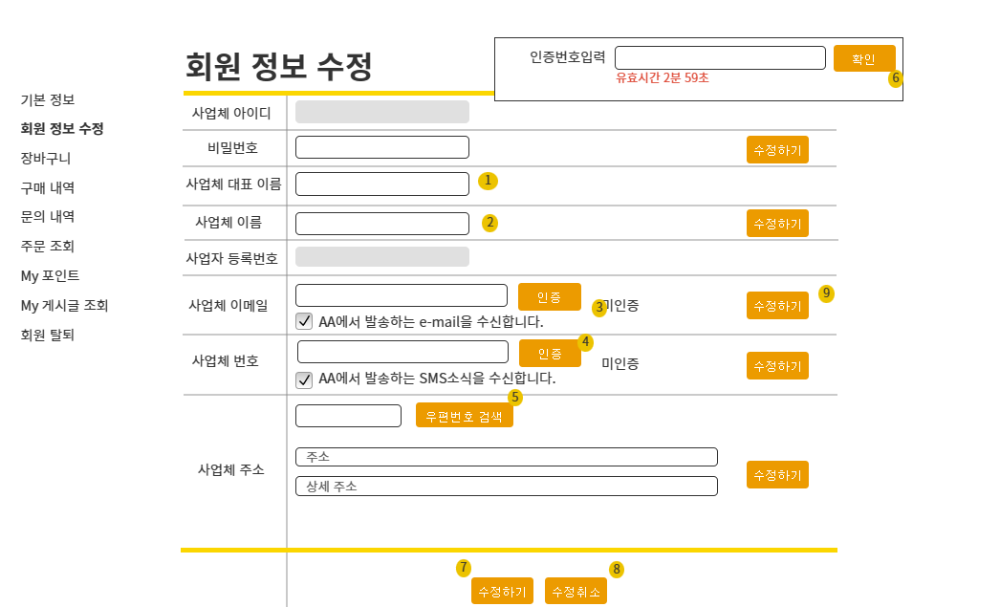 회원 정보 수정
인증번호입력
확인
유효시간 2분 59초
6
기본 정보
회원 정보 수정
장바구니
구매 내역
문의 내역
주문 조회
My 포인트
My 게시글 조회
회원 탈퇴
사업체 아이디
비밀번호
수정하기
사업체 대표 이름
1
사업체 이름
2
수정하기
사업자 등록번호
사업체 이메일
인증
3
미인증
수정하기
9
AA에서 발송하는 e-mail을 수신합니다.
사업체 번호
인증
4
미인증
수정하기
AA에서 발송하는 SMS소식을 수신합니다.
우편번호 검색
5
사업체 주소
주소
상세 주소
수정하기
7
수정하기
8
수정취소